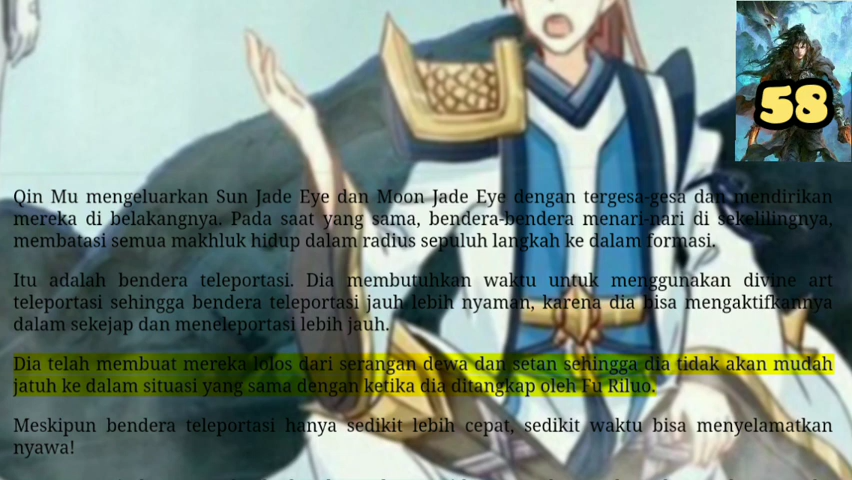 58
Qin Mu mengeluarkan Sun Jade Eye dan Moon Jade Eye dengan tergesa-gesa dan mendirikan
mereka di belakangnya. Pada saat yang sama, bendera-bendera menari-nari di sekelilingnya,
membatasi semua makhluk hidup dalam radius sepuluh langkah ke dalam formasi.
Itu adalah bendera teleportasi. Dia membutuhkan waktu untuk menggunakan divine art
teleportasi sehingga bendera teleportasi jauh lebih nyaman, karena dia bisa mengaktifkannya
dalam sekejap dan meneleportasi lebih jauh.
Dia telah membuat mereka lolos dari serangan dewa dan setan sehingga dia tidak akan mudah
jatuh ke dalam situasi yang sama dengan ketika dia ditangkap oleh Fu Riluo.
Meskipun bendera teleportasi hanya sedikit lebih cepat, sedikit waktu bisa menyelamatkan
nyawa!